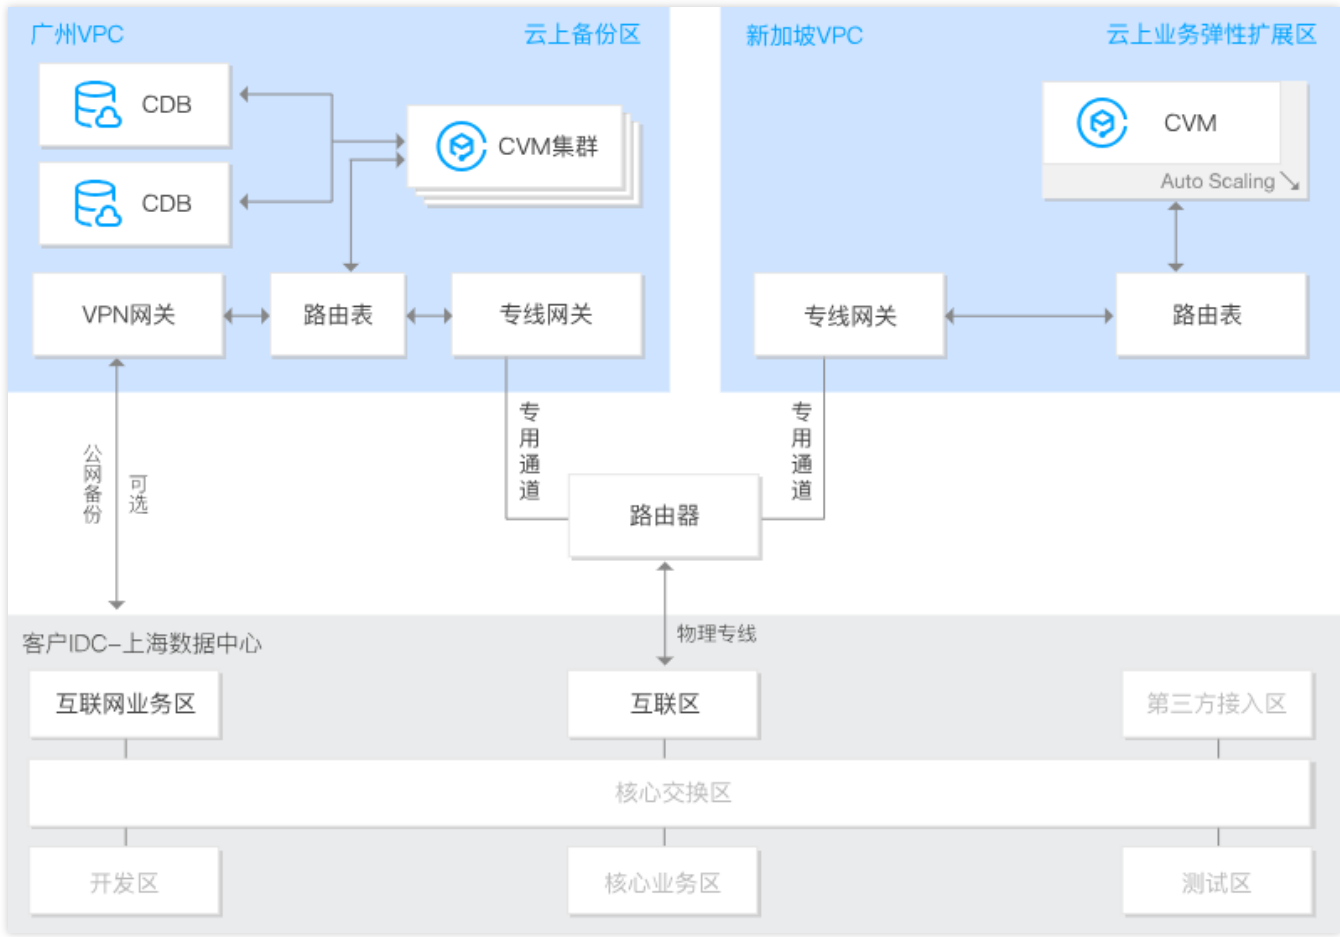 广州VPC
云上备份区
CDB
CDB
CVM集群
VPN网关
路由表
专线网关
新加坡VPC
云上业务弹性扩展区
CVM
Auto Scaling
专线网关
路由表
公网备份
可选
专用通道
专用通道
路由器
物理专线
客户IDC-上海数据中心
互联网业务区
互联区
第三方接入区
核心交换区
开发区
核心业务区
测试区